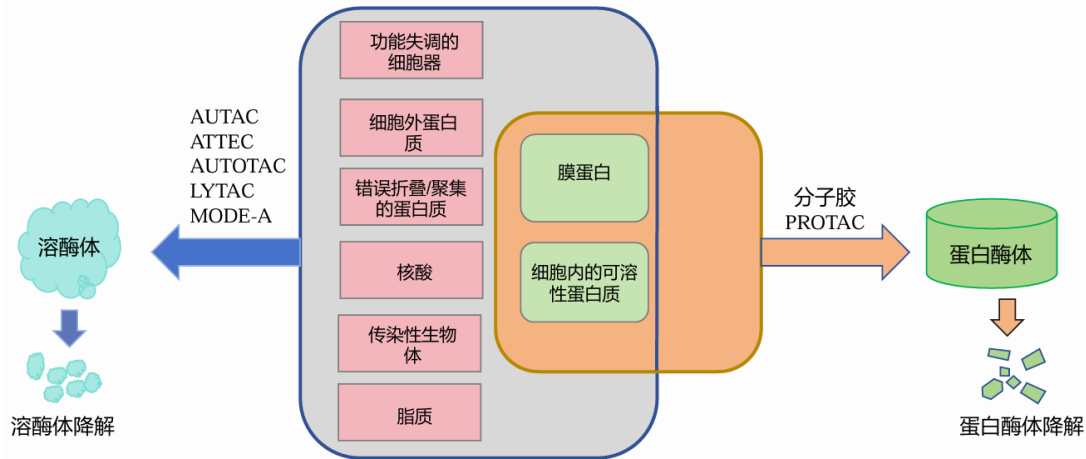 功能失调的
细胞器
细胞外蛋白
质
错误折叠/聚集
的蛋白质
核酸
传染性生物
体
脂质
膜蛋白
细胞内的可溶
性蛋白质
AUTAC
ATTEC
AUTOTAC
LYTAC
MODE-A
溶酶体
溶酶体降解
分子胶
PROTAC
蛋白酶体
蛋白酶体降解